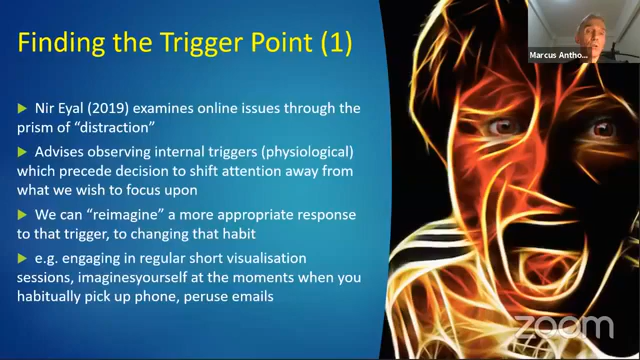 Finding the Trigger Point (1)
Marcus Antho...
Nir Eyal (2019) examines online issues through the
prism of “distraction”
Advises observing internal triggers (physiological)
which precede decision to shift attention away from
what we wish to focus upon
We can “reimagine” a more appropriate response
to that trigger, to changing that habit
e.g. engaging in regular short visualisation
sessions, imaginesyourself at the moments when you
habitually pick up phone, peruse emails
zoom